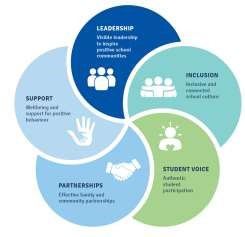 LEADERSHIP
Visible leadership
to inspire
positive school
communities
INCLUSION
Inclusive and
connected
school culture
STUDENT VOICE
Authentic
student
participation
PARTNERSHIPS
Effective family and
community partnerships
SUPPORT
Wellbeing and
support for positive
behaviour